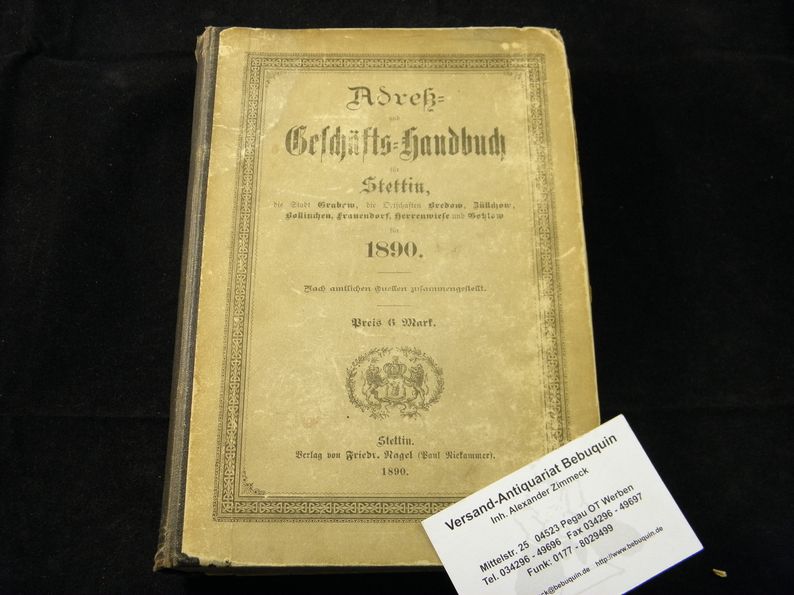 Adreß=
und
Geschäfts=Handbuch
für
Stettin,
die Stadt Grabow, die Ortschaften Bredow, Züllchow,
Bollinchen, Frauendorf, Herrenwiese und Gotzlow
für
1890.
Nach amtlichen Quellen zusammengestellt.
Preis 6 Mark.
Stettin.
Verlag von Friedr. Nagel (Paul Niekammer).
1890.
Versand-Antiquariat Bebuquin
Inh. Alexander Zimmeck
Mittelstr. 25 04523 Pegau OT Werben
Tel. 034296 - 49696 Fax 034296 - 49697
Funk: 0177 - 8029499
ck@bebuquin.de http://www.bebuquin.de